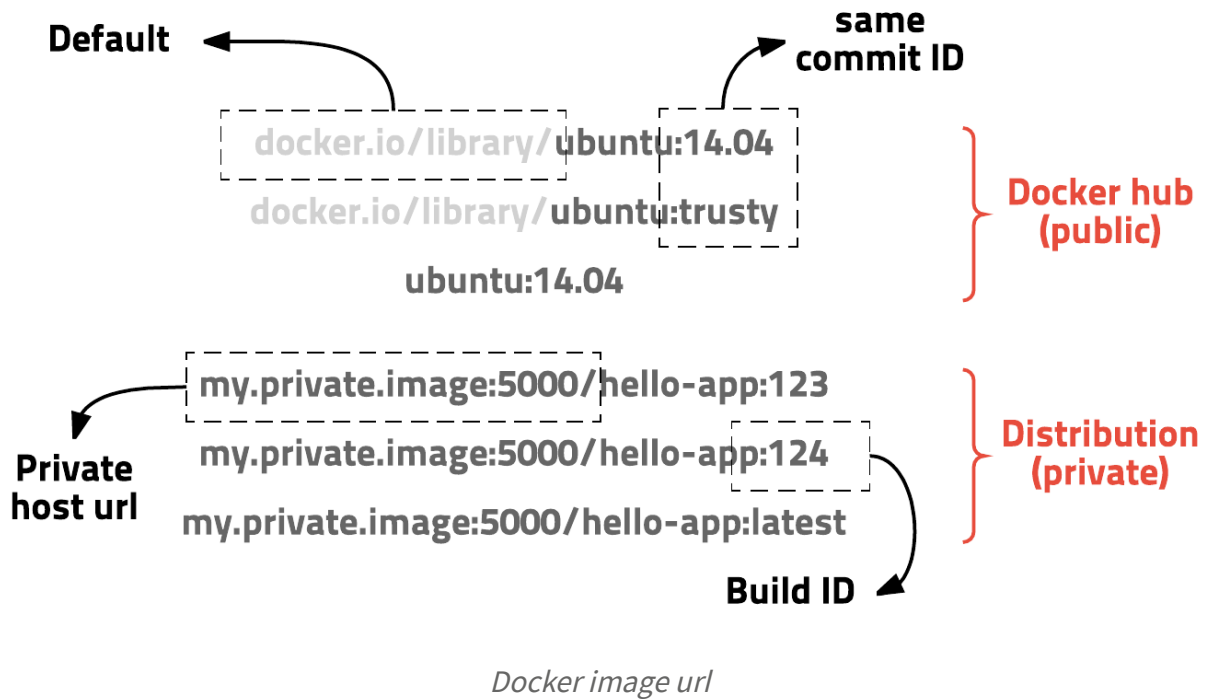 Default
same
commit ID
docker.io/library/ubuntu:14.04
docker.io/library/ubuntu:trusty
ubuntu:14.04
Docker hub
(public)
my.private.image:5000/hello-app:123
my.private.image:5000/hello-app:124
my.private.image:5000/hello-app:latest
Distribution
(private)
Private
host url
Build ID
Docker image url